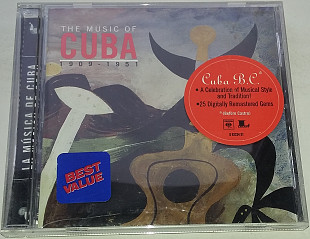 THE MUSIC OF
CUBA
1909-1951
LA MÚSICA DE CUBA
Cuba B.C.*
• A Celebration of Musical Style
and Tradition!
• 25 Digitally Remastered Gems
BEST
VALUE